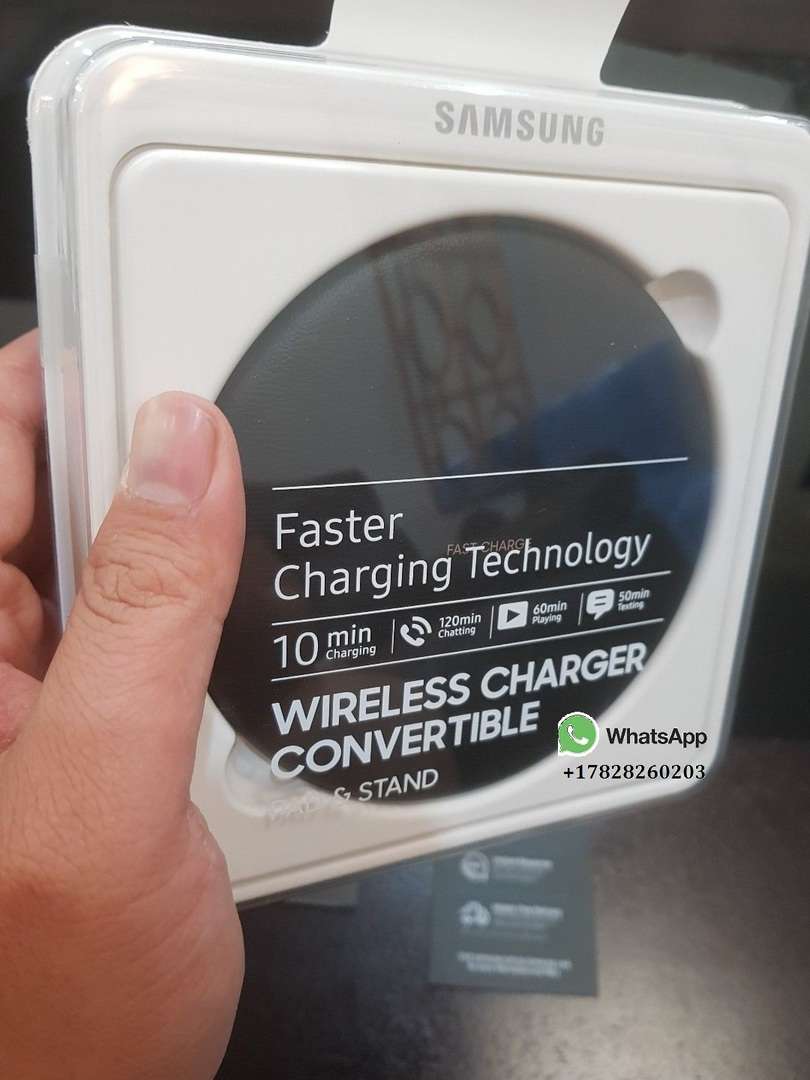 SAMSUNG
FAST CHARGE
Faster
Charging Technology
10 min Charging
120min Chatting
60min Playing
50min Texting
WIRELESS CHARGER
CONVERTIBLE
PAD & STAND
WhatsApp
+17828260203